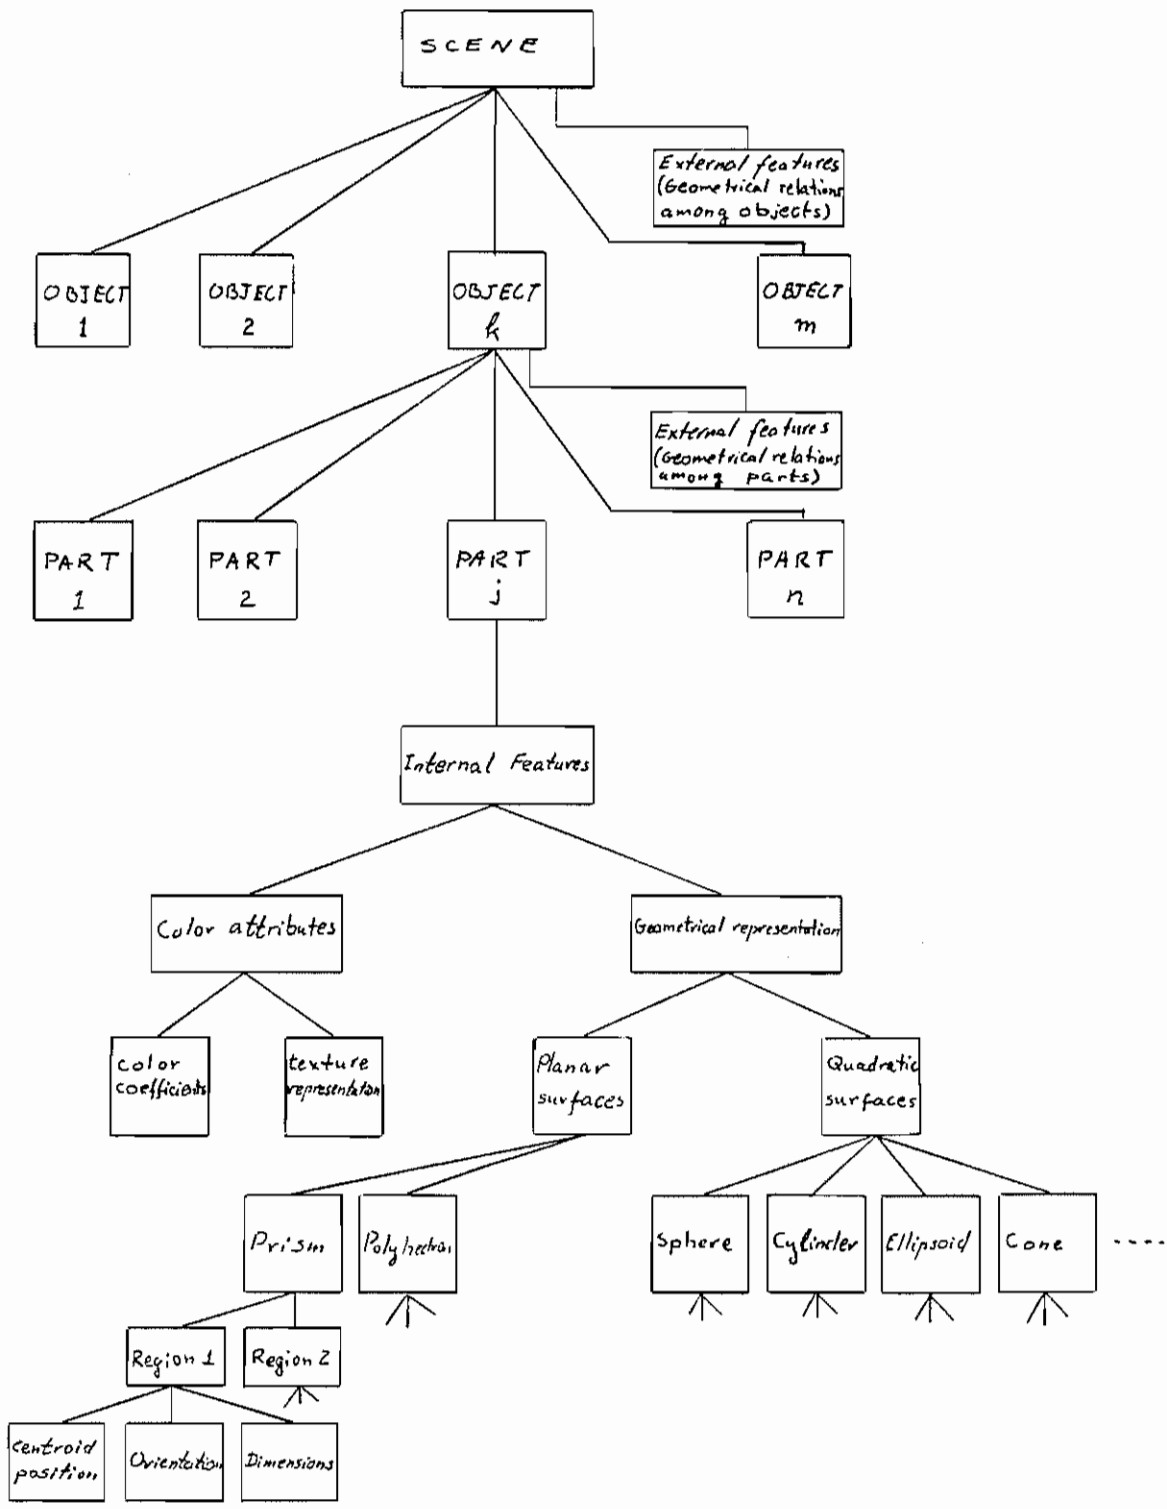 SCENE
External features
(Geometrical relations
among objects)
OBJECT
1
OBJECT
2
OBJECT
k
OBJECT
m
External features
(Geometrical relations
among parts)
PART
1
PART
2
PART
j
PART
n
Internal Features
Color attributes
Geometrical representation
color
coefficients
texture
representation
Planar
surfaces
Quadratic
surfaces
Prism
Polyhedral
Sphere
Cylinder
Ellipsoid
Cone
....
Region 1
Region 2
Centroid
position
Orientation
Dimensions